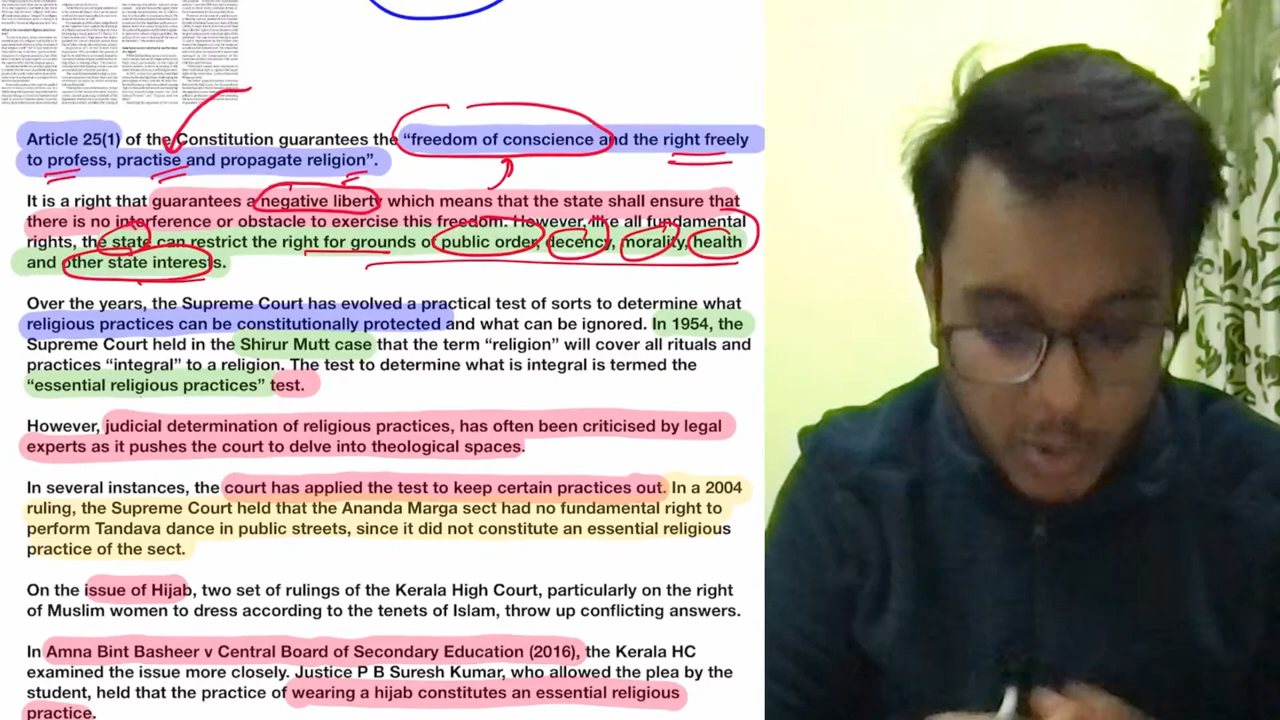 Article 25(1) of the Constitution guarantees the “freedom of conscience and the right freely
to profess, practise and propagate religion”.
It is a right that guarantees a negative liberty which means that the state shall ensure that
there is no interference or obstacle to exercise this freedom. However, like all fundamental
rights, the state can restrict the right for grounds of public order, decency, morality, health
and other state interests.
Over the years, the Supreme Court has evolved a practical test of sorts to determine what
religious practices can be constitutionally protected and what can be ignored. In 1954, the
Supreme Court held in the Shirur Mutt case that the term “religion” will cover all rituals and
practices “integral” to a religion. The test to determine what is integral is termed the
“essential religious practices” test.
However, judicial determination of religious practices, has often been criticised by legal
experts as it pushes the court to delve into theological spaces.
In several instances, the court has applied the test to keep certain practices out. In a 2004
ruling, the Supreme Court held that the Ananda Marga sect had no fundamental right to
perform Tandava dance in public streets, since it did not constitute an essential religious
practice of the sect.
On the issue of Hijab, two set of rulings of the Kerala High Court, particularly on the right
of Muslim women to dress according to the tenets of Islam, throw up conflicting answers.
In Amna Bint Basheer v Central Board of Secondary Education (2016), the Kerala HC
examined the issue more closely. Justice P B Suresh Kumar, who allowed the plea by the
student, held that the practice of wearing a hijab constitutes an essential religious
practice.